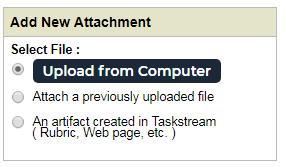 Add New Attachment
Select File :
Upload from Computer
Attach a previously uploaded file
An artifact created in Taskstream
( Rubric, Web page, etc. )